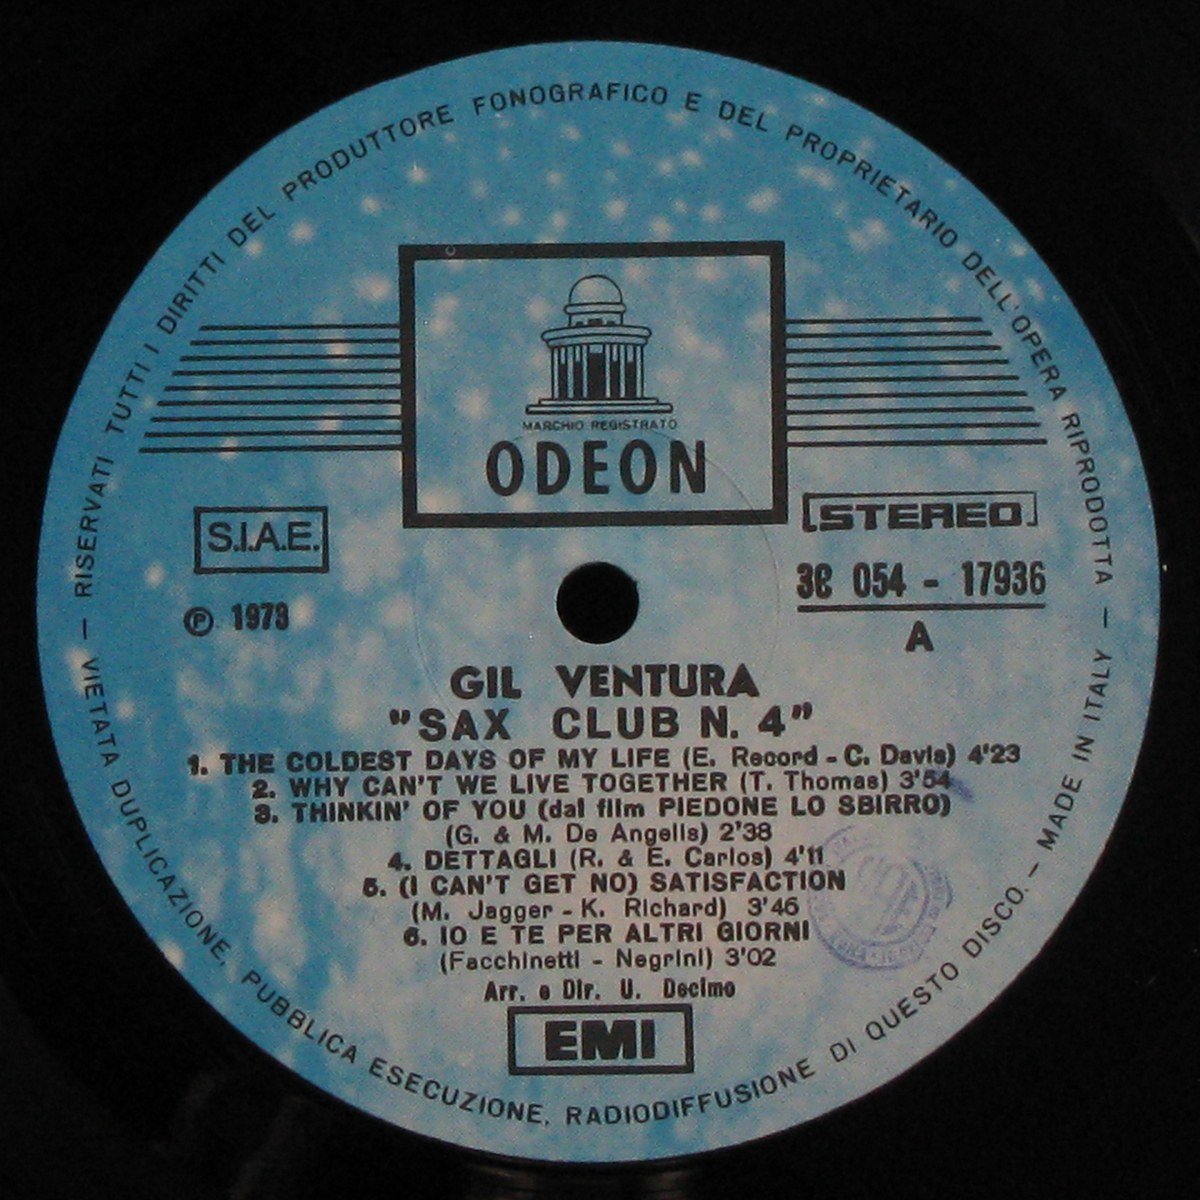 RISERVATI TUTTI I DIRITTI DEL PRODUTTORE FONOGRAFICO E DEL PROPRIETARIO DELL'OPERA RIPRODOTTA — MADE IN ITALY
— VIETATA DUPLICAZIONE, PUBBLICA ESECUZIONE, RADIODIFFUSIONE DI QUESTO DISCO. —
MARCHIO REGISTRATO
ODEON
S.I.A.E.
STEREO
℗ 1973
3C 054 - 17936
A
GIL VENTURA
"SAX CLUB N. 4"
1. THE COLDEST DAYS OF MY LIFE (E. Record - C. Davis) 4'23
2. WHY CAN'T WE LIVE TOGETHER (T. Thomas) 3'54
3. THINKIN' OF YOU (dal film PIEDONE LO SBIRRO)
(G. & M. De Angelis) 2'38
4. DETTAGLI (R. & E. Carlos) 4'11
5. (I CAN'T GET NO) SATISFACTION
(M. Jagger - K. Richard) 3'46
6. IO E TE PER ALTRI GIORNI
(Facchinetti - Negrini) 3'02
Arr. e Dir. U. Decimo
EMI